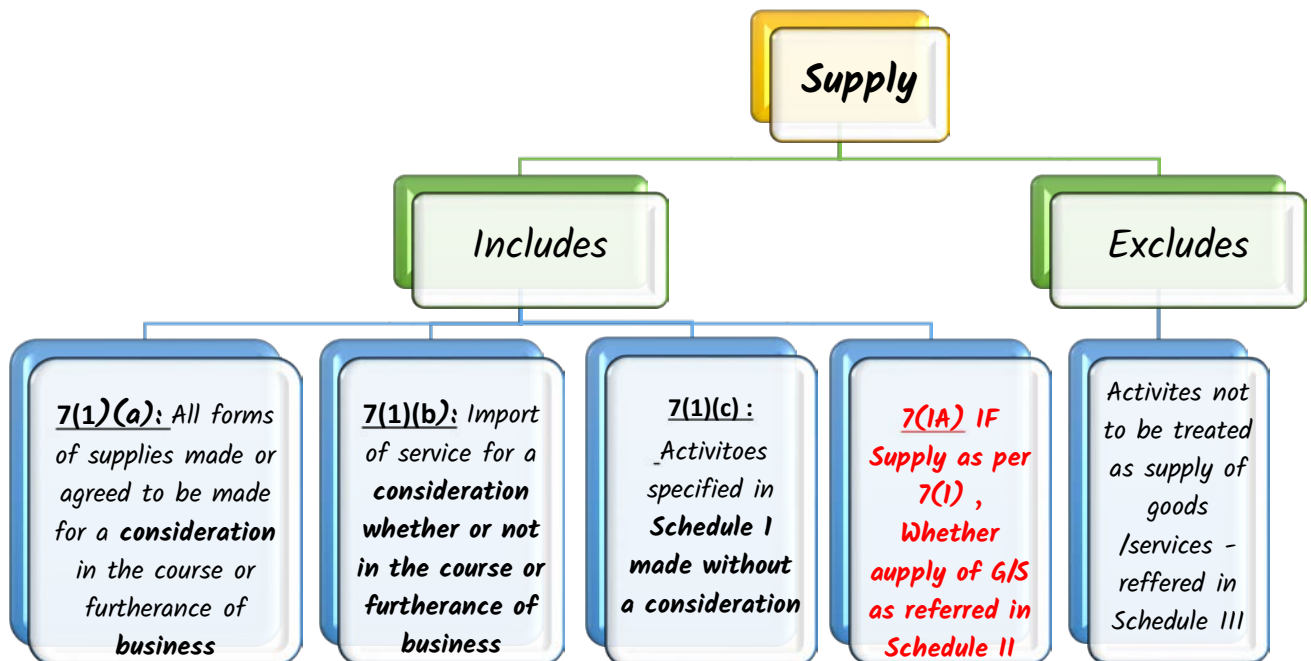 Supply
Includes
Excludes
7(1)(a): All forms
of supplies made or
agreed to be made
for a consideration
in the course or
furtherance of
business
7(1)(b): Import
of service for a
consideration
whether or not
in the course or
furtherance of
business
7(1)(c) :
_Activitoes
specified in
Schedule I
made without
a consideration
7(1A) IF
Supply as per
7(1) ,
Whether
aupply of G/S
as referred in
Schedule II
Activites not
to be treated
as supply of
goods
/services -
reffered in
Schedule III